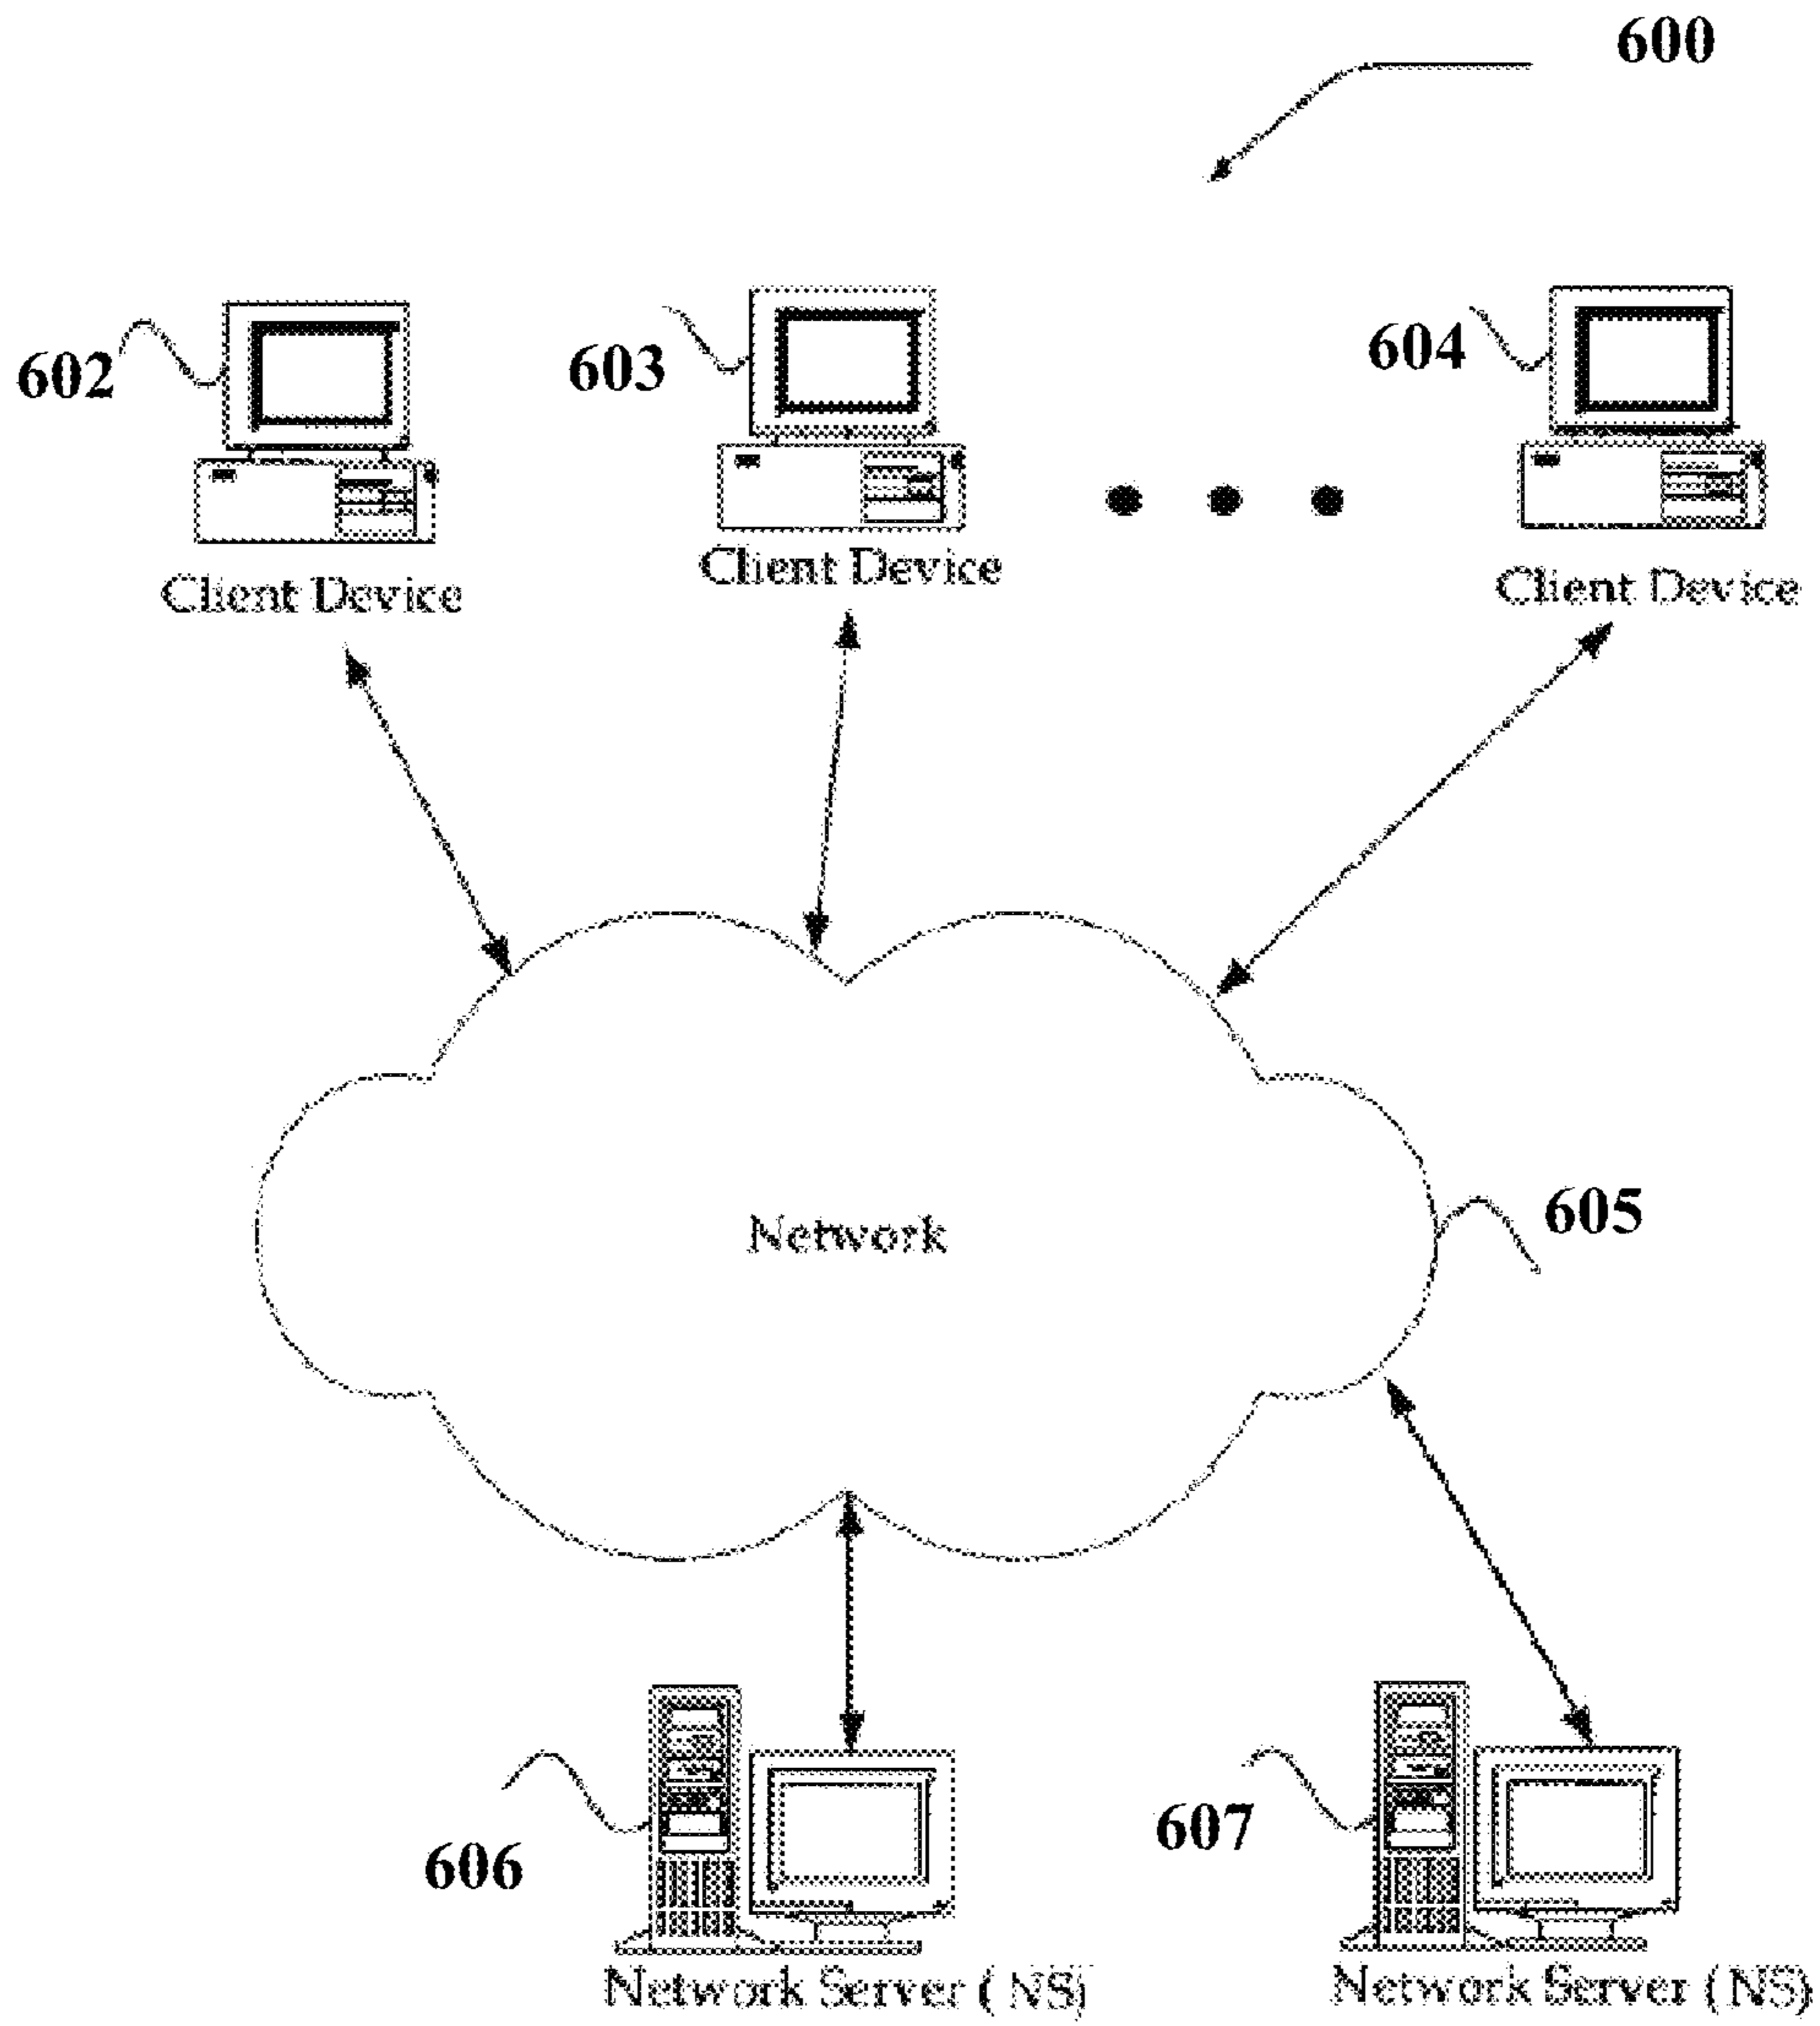 600
602
603
604
Client Device
Client Device
Client Device
Network
605
606
607
Network Server ( NS)
Network Server ( NS)